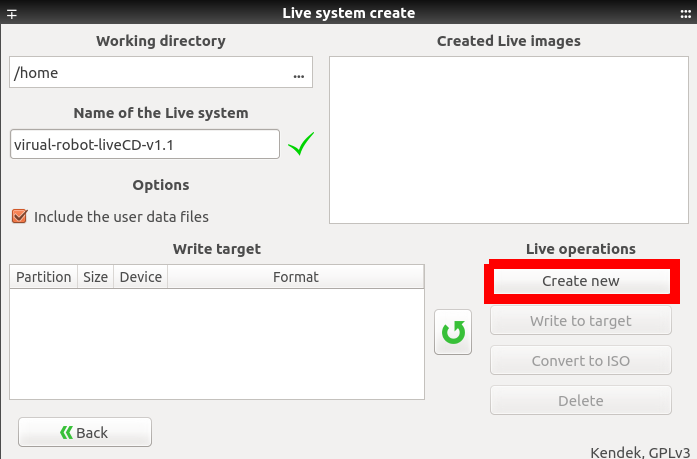 Live system create
Working directory
/home
...
Name of the Live system
virual-robot-liveCD-v1.1
Options
Include the user data files
Created Live images
Write target
Partition Size Device Format
Live operations
Create new
Write to target
Convert to ISO
Delete
Back
Kendek, GPLv3